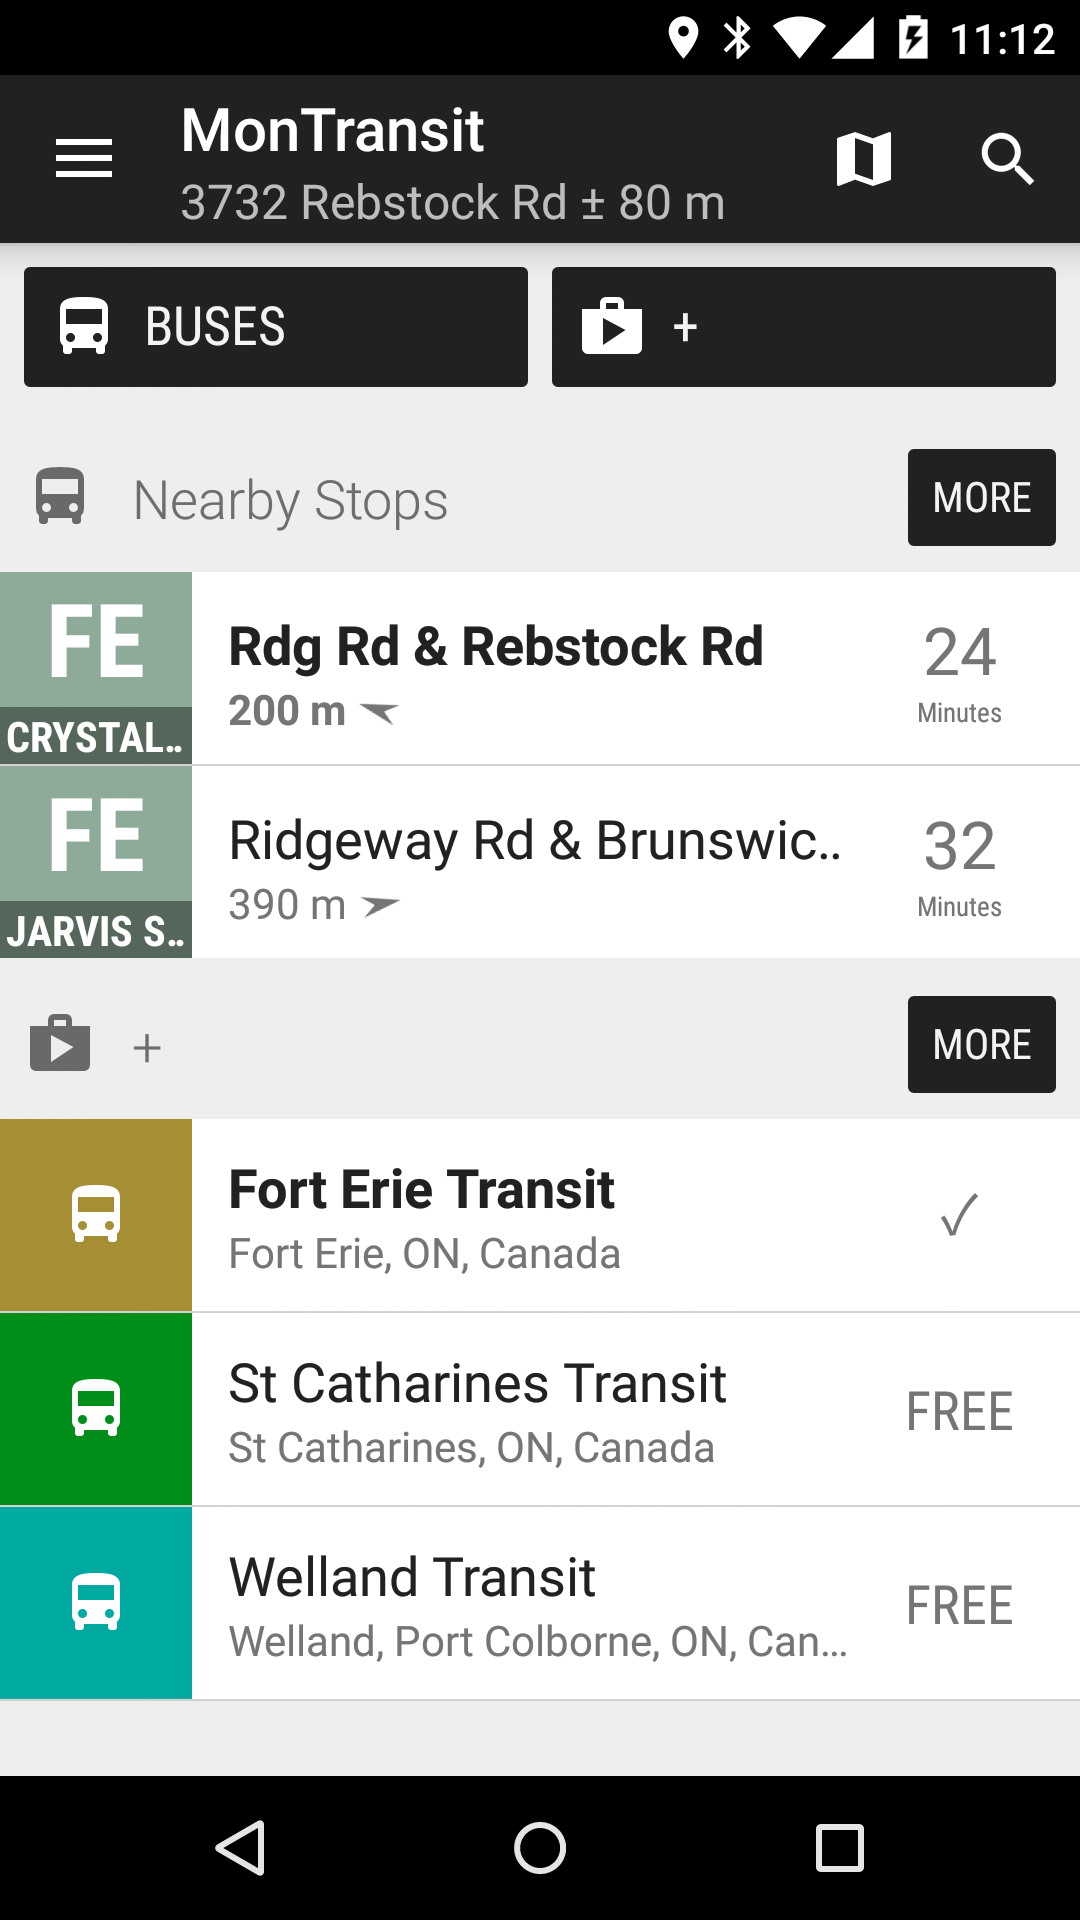 11:12
MonTransit
3732 Rebstock Rd ± 80 m
BUSES
+
Nearby Stops
MORE
FE
CRYSTAL..
Rdg Rd & Rebstock Rd
200 m
24
Minutes
FE
JARVIS S..
Ridgeway Rd & Brunswic..
390 m
32
Minutes
+
MORE
Fort Erie Transit
Fort Erie, ON, Canada
✓
St Catharines Transit
St Catharines, ON, Canada
FREE
Welland Transit
Welland, Port Colborne, ON, Can...
FREE